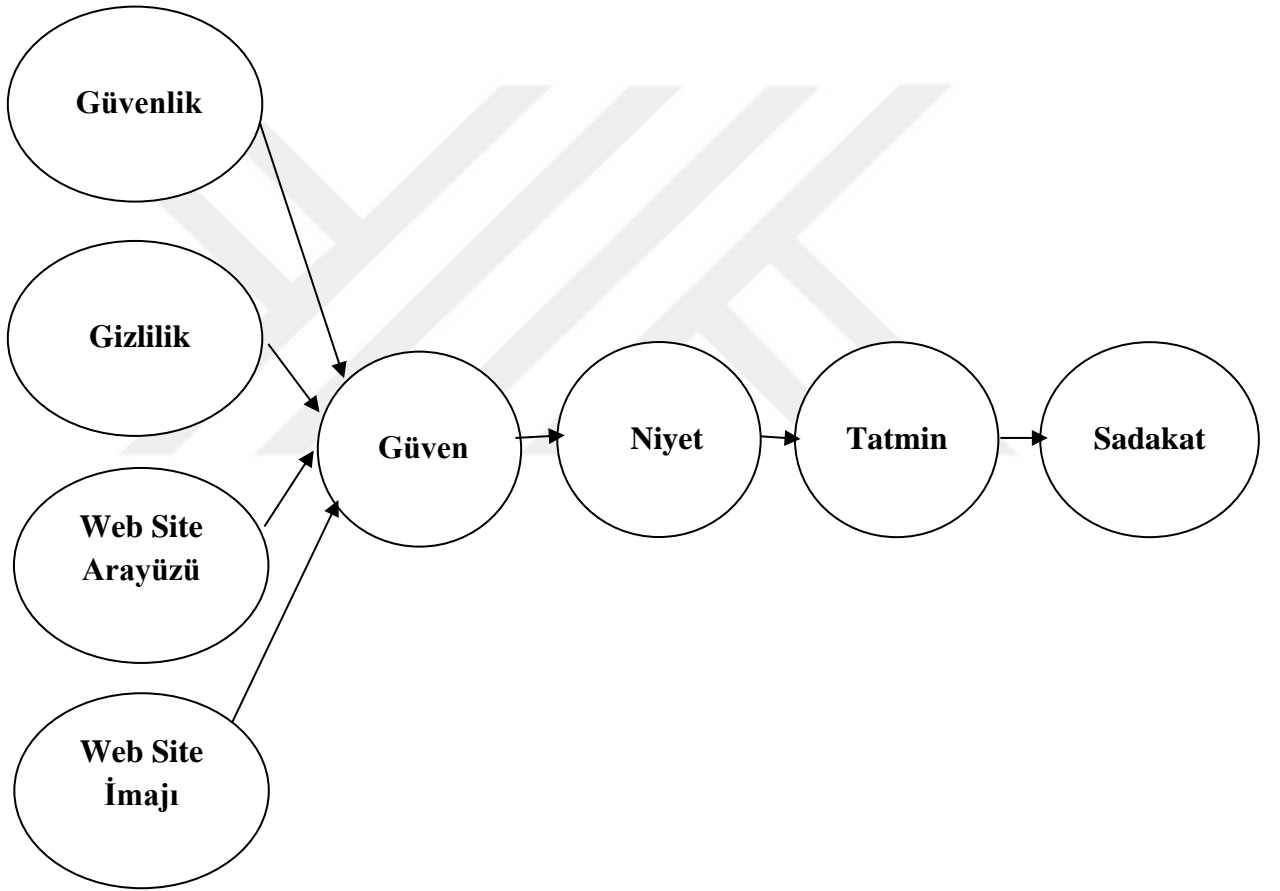 Güvenlik
Gizlilik
Güven
Niyet
Tatmin
Sadakat
Web Site
Arayüzü
Web Site
İmajı